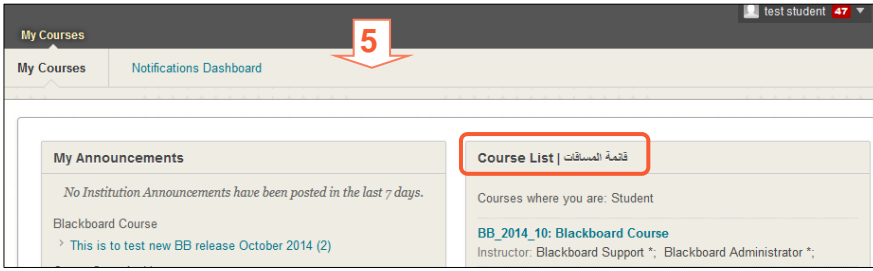 test student 47
My Courses
5
My Courses Notifications Dashboard
My Announcements
No Institution Announcements have been posted in the last 7 days.
Blackboard Course
This is to test new BB release October 2014 (2)
Course List | قائمة المساقات
Courses where you are: Student
BB_2014_10: Blackboard Course
Instructor: Blackboard Support *; Blackboard Administrator *;